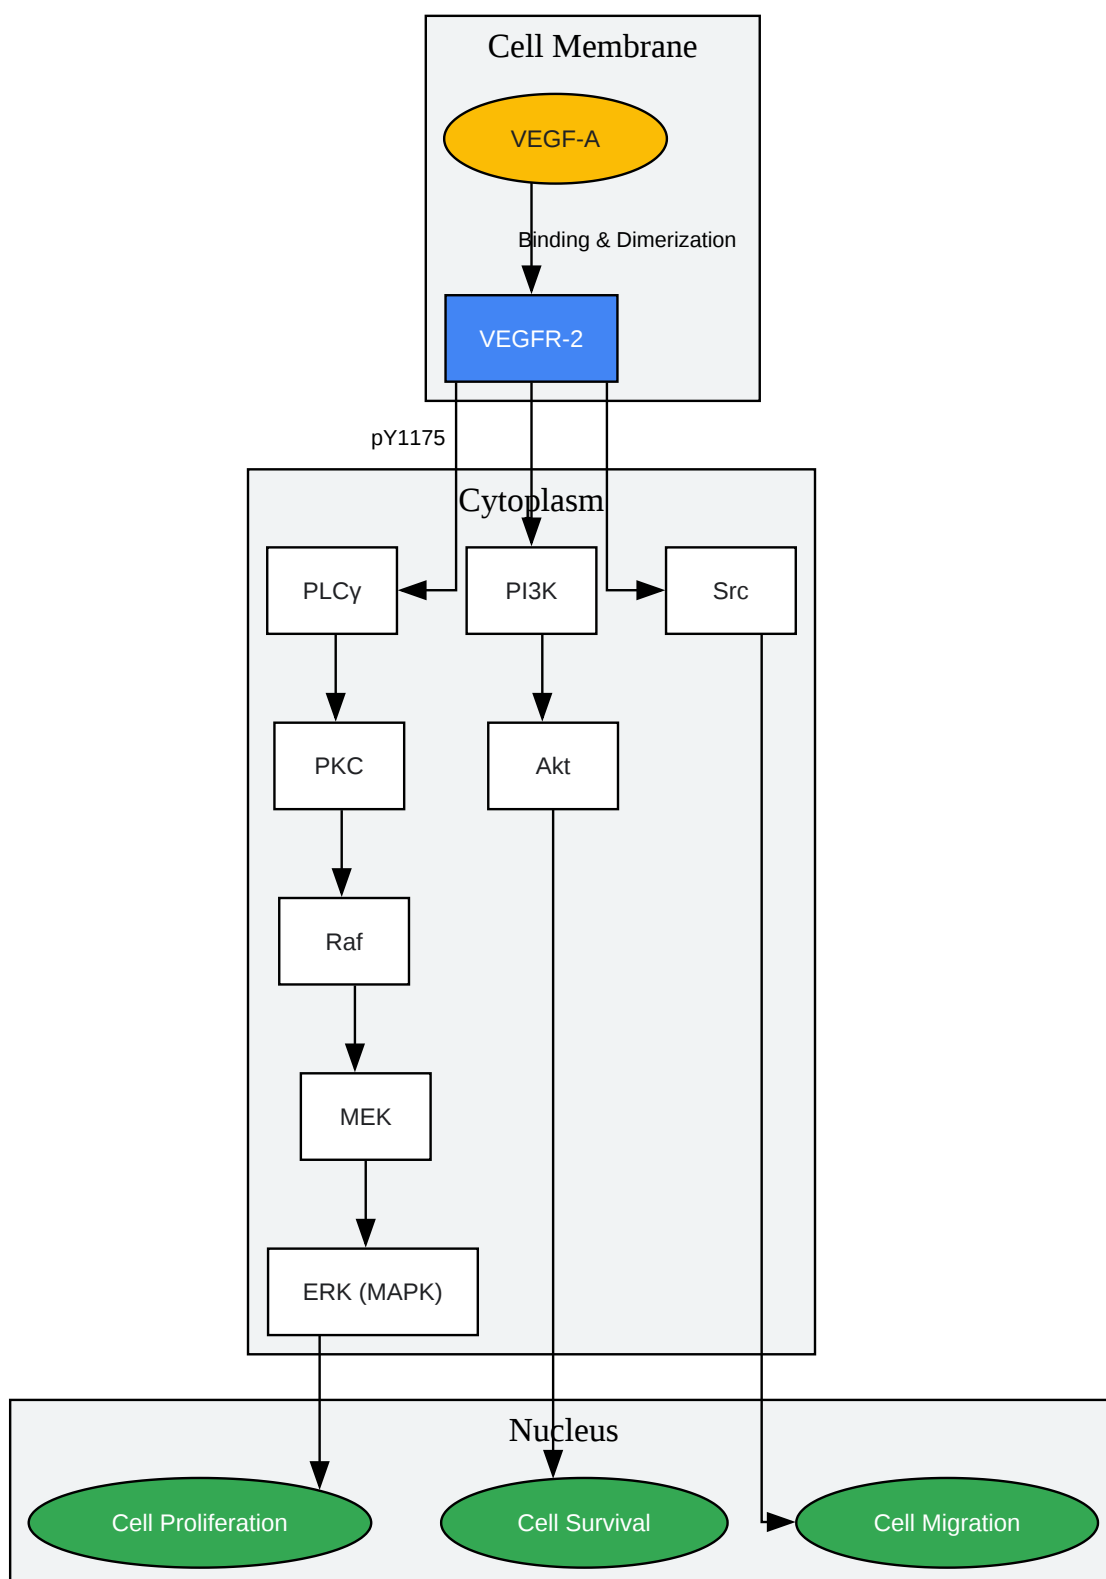 Cell Membrane
VEGF-A
Binding & Dimerization
VEGFR-2
pY1175
Cytoplasm
PLCγ
PI3K
Src
PKC
Akt
Raf
MEK
ERK (MAPK)
Nucleus
Cell Proliferation
Cell Survival
Cell Migration